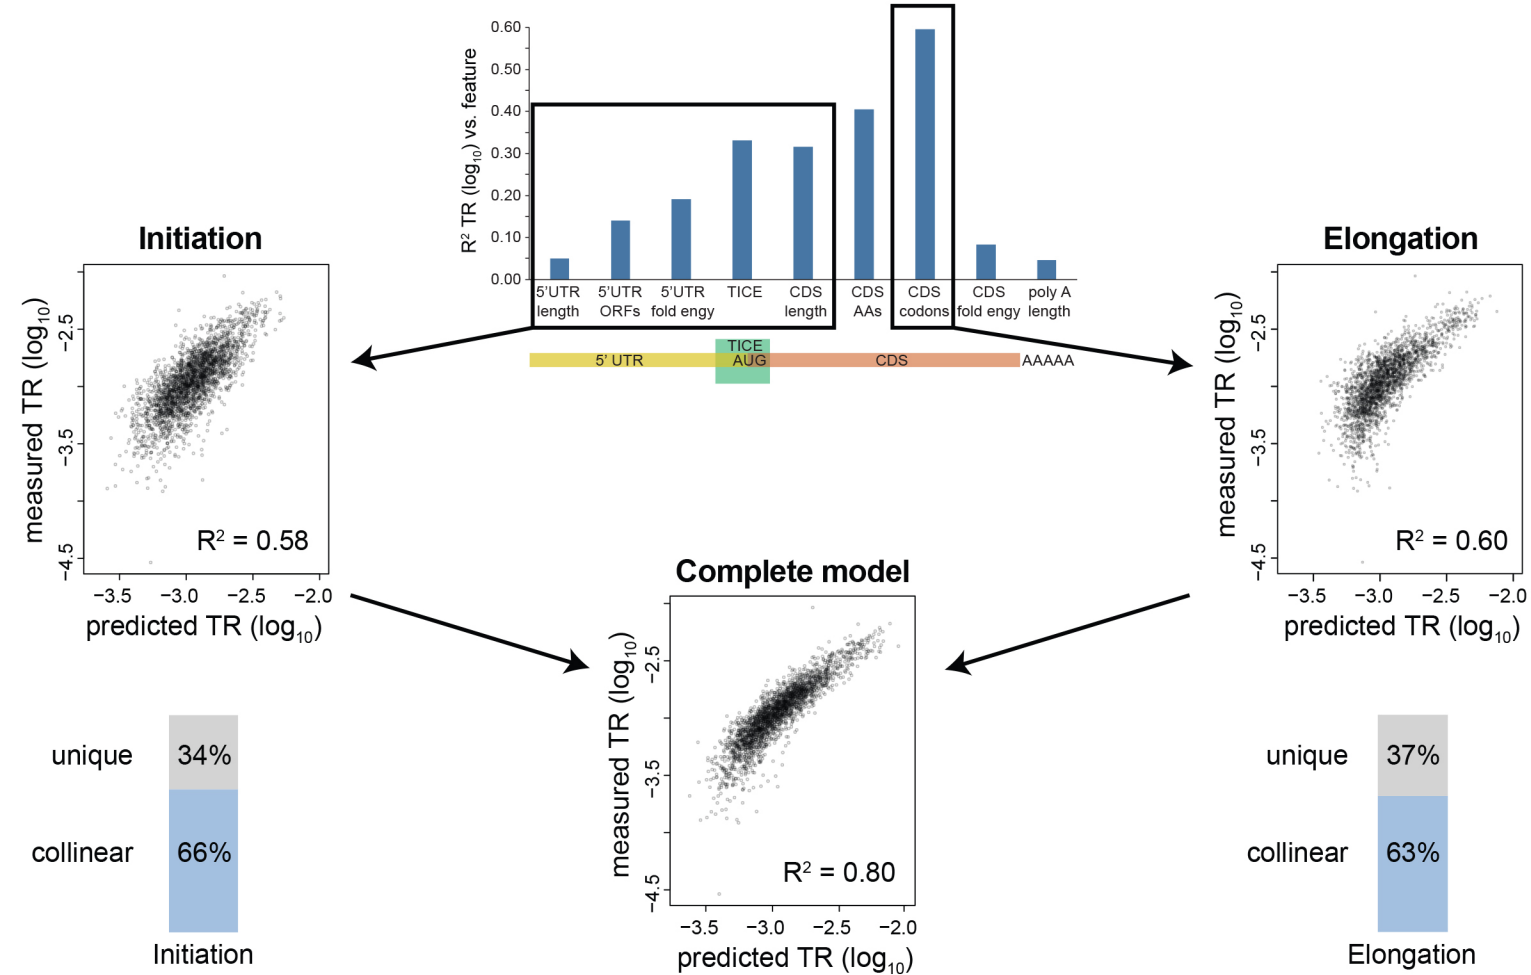 R² TR (log₁₀) vs. feature
0.60
0.50
0.40
0.30
0.20
0.10
0.00
5'UTR length
5'UTR ORFs
5'UTR fold engy
TICE
CDS length
CDS AAs
CDS codons
CDS fold engy
poly A length
TICE
5' UTR AUG CDS AAAAA
Initiation
measured TR (log₁₀)
−2.5
−3.5
−4.5
R² = 0.58
−3.5 −3.0 −2.5 −2.0
predicted TR (log₁₀)
Elongation
measured TR (log₁₀)
−2.5
−3.5
−4.5
R² = 0.60
−3.5 −3.0 −2.5 −2.0
predicted TR (log₁₀)
Complete model
measured TR (log₁₀)
−2.5
−3.5
−4.5
R² = 0.80
−3.5 −3.0 −2.5 −2.0
predicted TR (log₁₀)
unique 34%
collinear 66%
Initiation
unique 37%
collinear 63%
Elongation